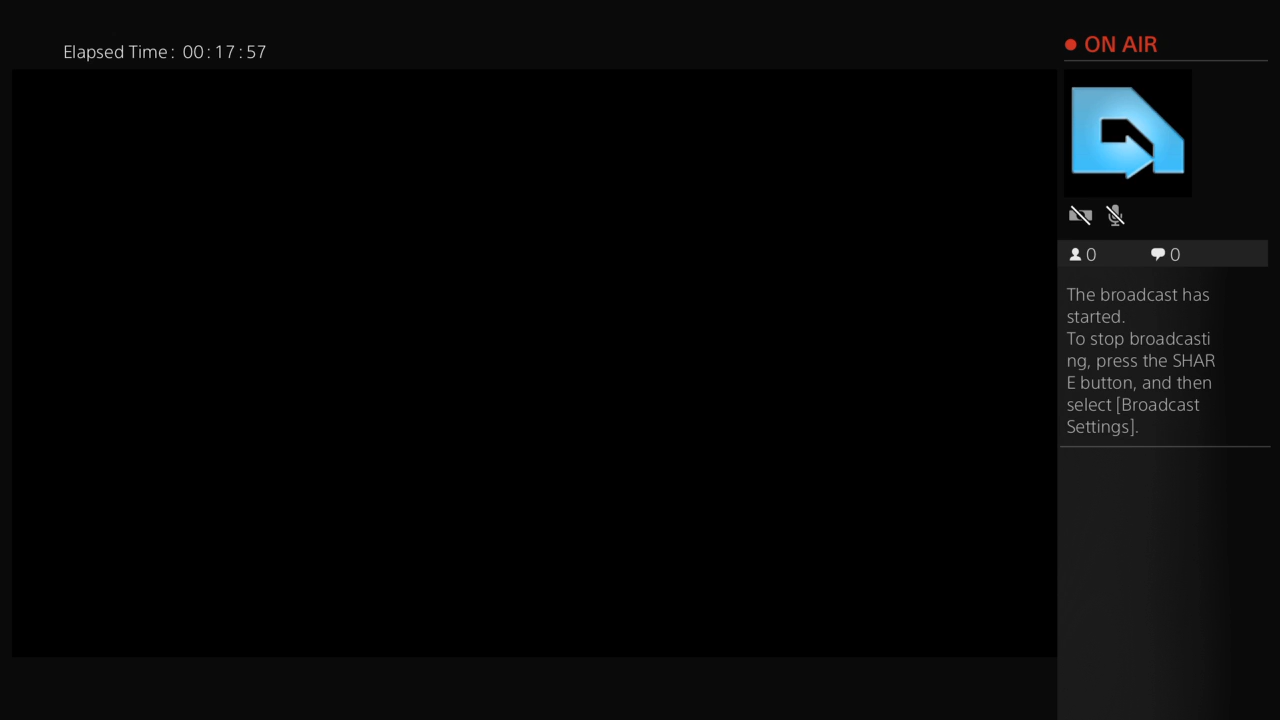 Elapsed Time: 00:17:57
ON AIR
0 0
The broadcast has
started.
To stop broadcasti
ng, press the SHAR
E button, and then
select [Broadcast
Settings].